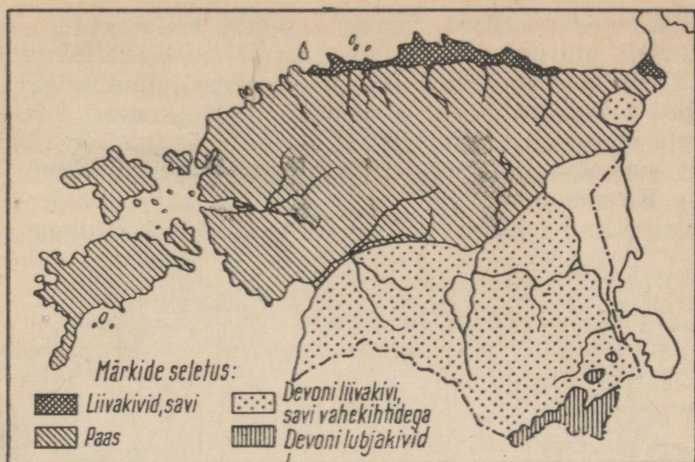 Märkide seletus:
Liivakivid, savi
Paas
Devoni liivakivi,
savi vahekihtidega
Devoni lubjakivid